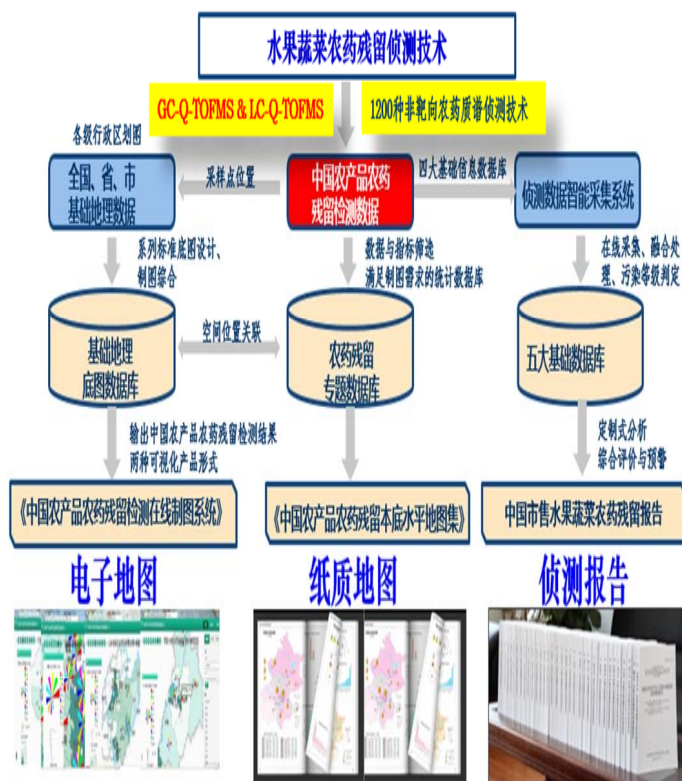 水果蔬菜农药残留侦测技术
GC-Q-TOFMS & LC-Q-TOFMS
1200种非靶向农药质谱侦测技术
各级行政区划图
全国、省、市
基础地理数据
采样点位置
中国农产品农药
残留检测数据
四大基础信息数据库
侦测数据智能采集系统
系列标准底图设计、
制图综合
数据与指标筛选
满足制图需求的统计数据库
在线采集、融合处
理、污染等级判定
基础地理
底图数据库
空间位置关联
农药残留
专题数据库
五大基础数据库
输出中国农产品农药残留检测结果
两种可视化产品形式
定制式分析
综合评价与预警
《中国农产品农药残留检测在线制图系统》
《中国农产品农药残留本底水平地图集》
中国市售水果蔬菜农药残留报告
电子地图
纸质地图
侦测报告